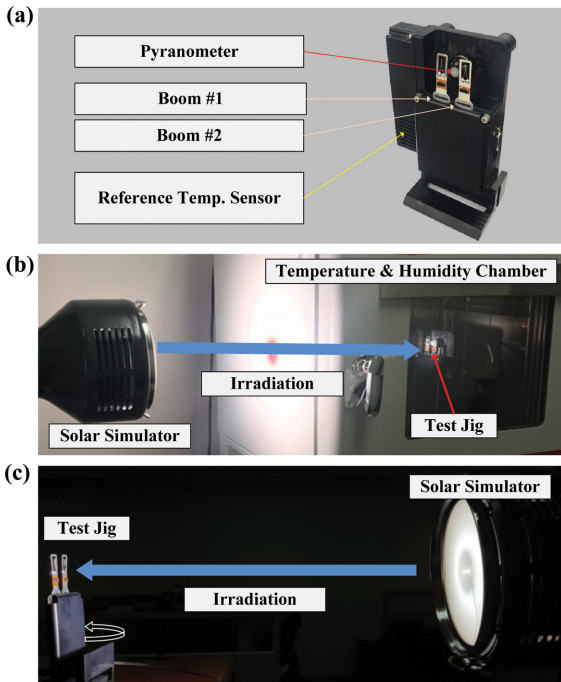 (a)
Pyranometer
Boom #1
Boom #2
Reference Temp. Sensor
(b)
Temperature & Humidity Chamber
Irradiation
Solar Simulator
Test Jig
(c)
Solar Simulator
Test Jig
Irradiation